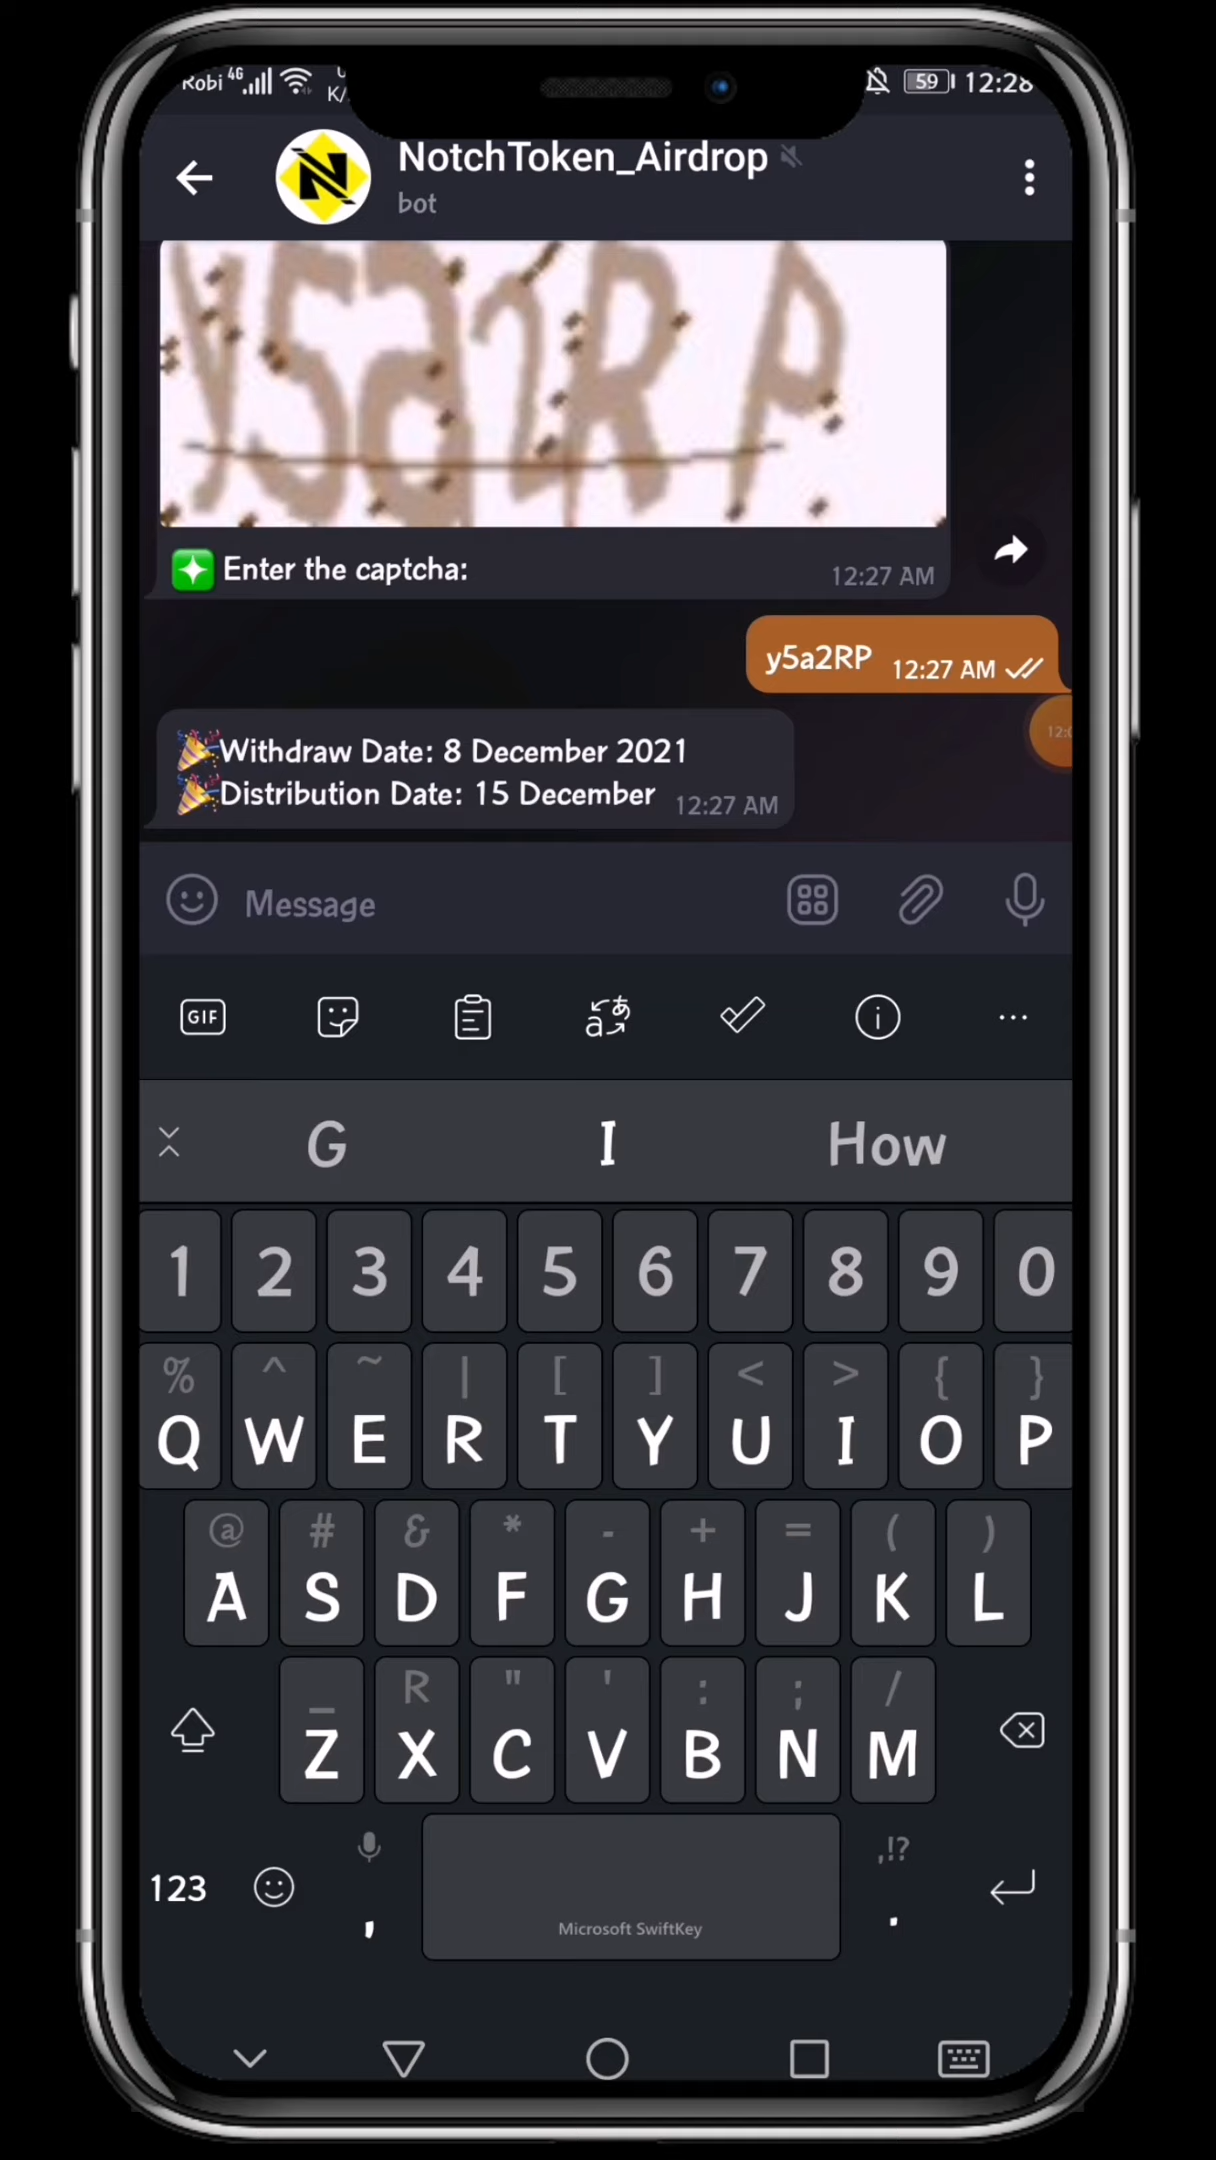 Robi 4G
K/
59 12:28
NotchToken_Airdrop
bot
y5a2RP
Enter the captcha:
12:27 AM
y5a2RP 12:27 AM
Withdraw Date: 8 December 2021
Distribution Date: 15 December
12:27 AM
Message
GIF
G I How
1 2 3 4 5 6 7 8 9 0
% ^ ~ | [ ] < > { }
Q W E R T Y U I O P
@ # & * - + = ( )
A S D F G H J K L
_ R " ' : ; /
Z X C V B N M
,!?
123 , .
Microsoft SwiftKey